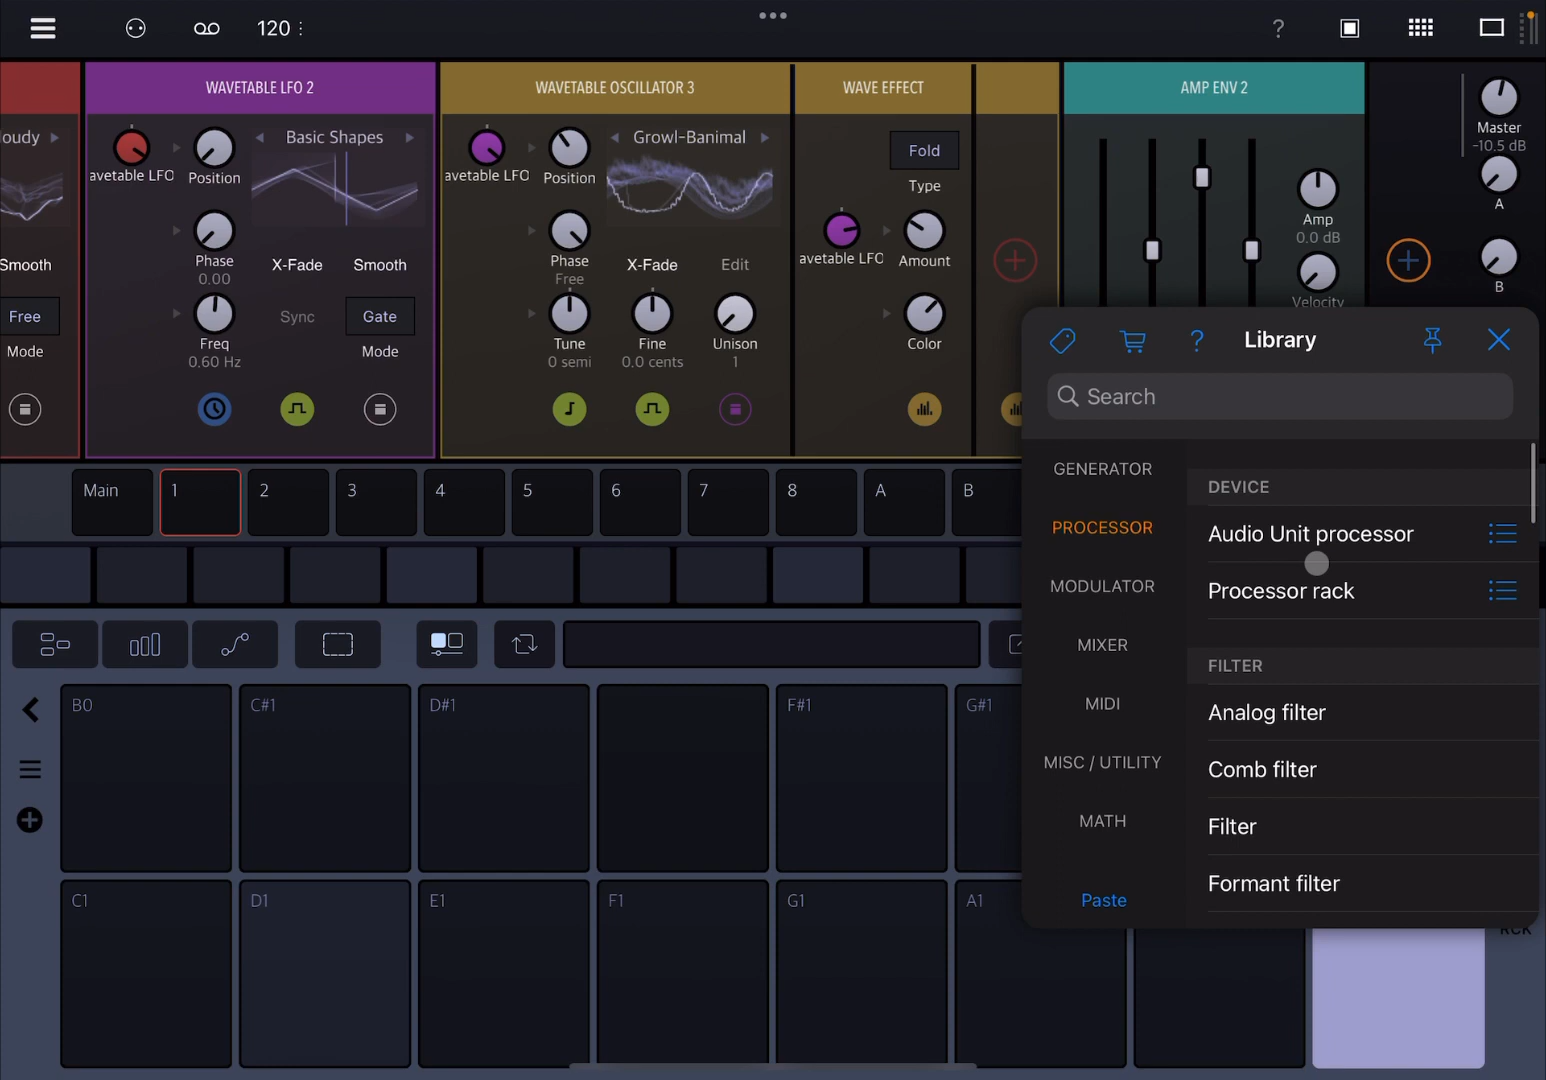 120
?
WAVETABLE LFO 2
WAVETABLE OSCILLATOR 3
WAVE EFFECT
AMP ENV 2
oudy
Basic Shapes
Growl-Banimal
Fold
Type
Master
-10.5 dB
avetable LFO
Position
avetable LFO
Position
A
Amp
0.0 dB
Smooth
Phase
0.00
X-Fade
Smooth
Phase
Free
X-Fade
Edit
avetable LFO
Amount
B
Velocity
Free
Mode
Freq
0.60 Hz
Sync
Gate
Mode
Tune
0 semi
Fine
0.0 cents
Unison
1
Color
? Library
Search
GENERATOR
PROCESSOR
MODULATOR
MIXER
MIDI
MISC / UTILITY
MATH
Paste
DEVICE
Audio Unit processor
Processor rack
FILTER
Analog filter
Comb filter
Filter
Formant filter
Main 1 2 3 4 5 6 7 8 A B
B0 C#1 D#1 F#1 G#1
C1 D1 E1 F1 G1 A1
RCK